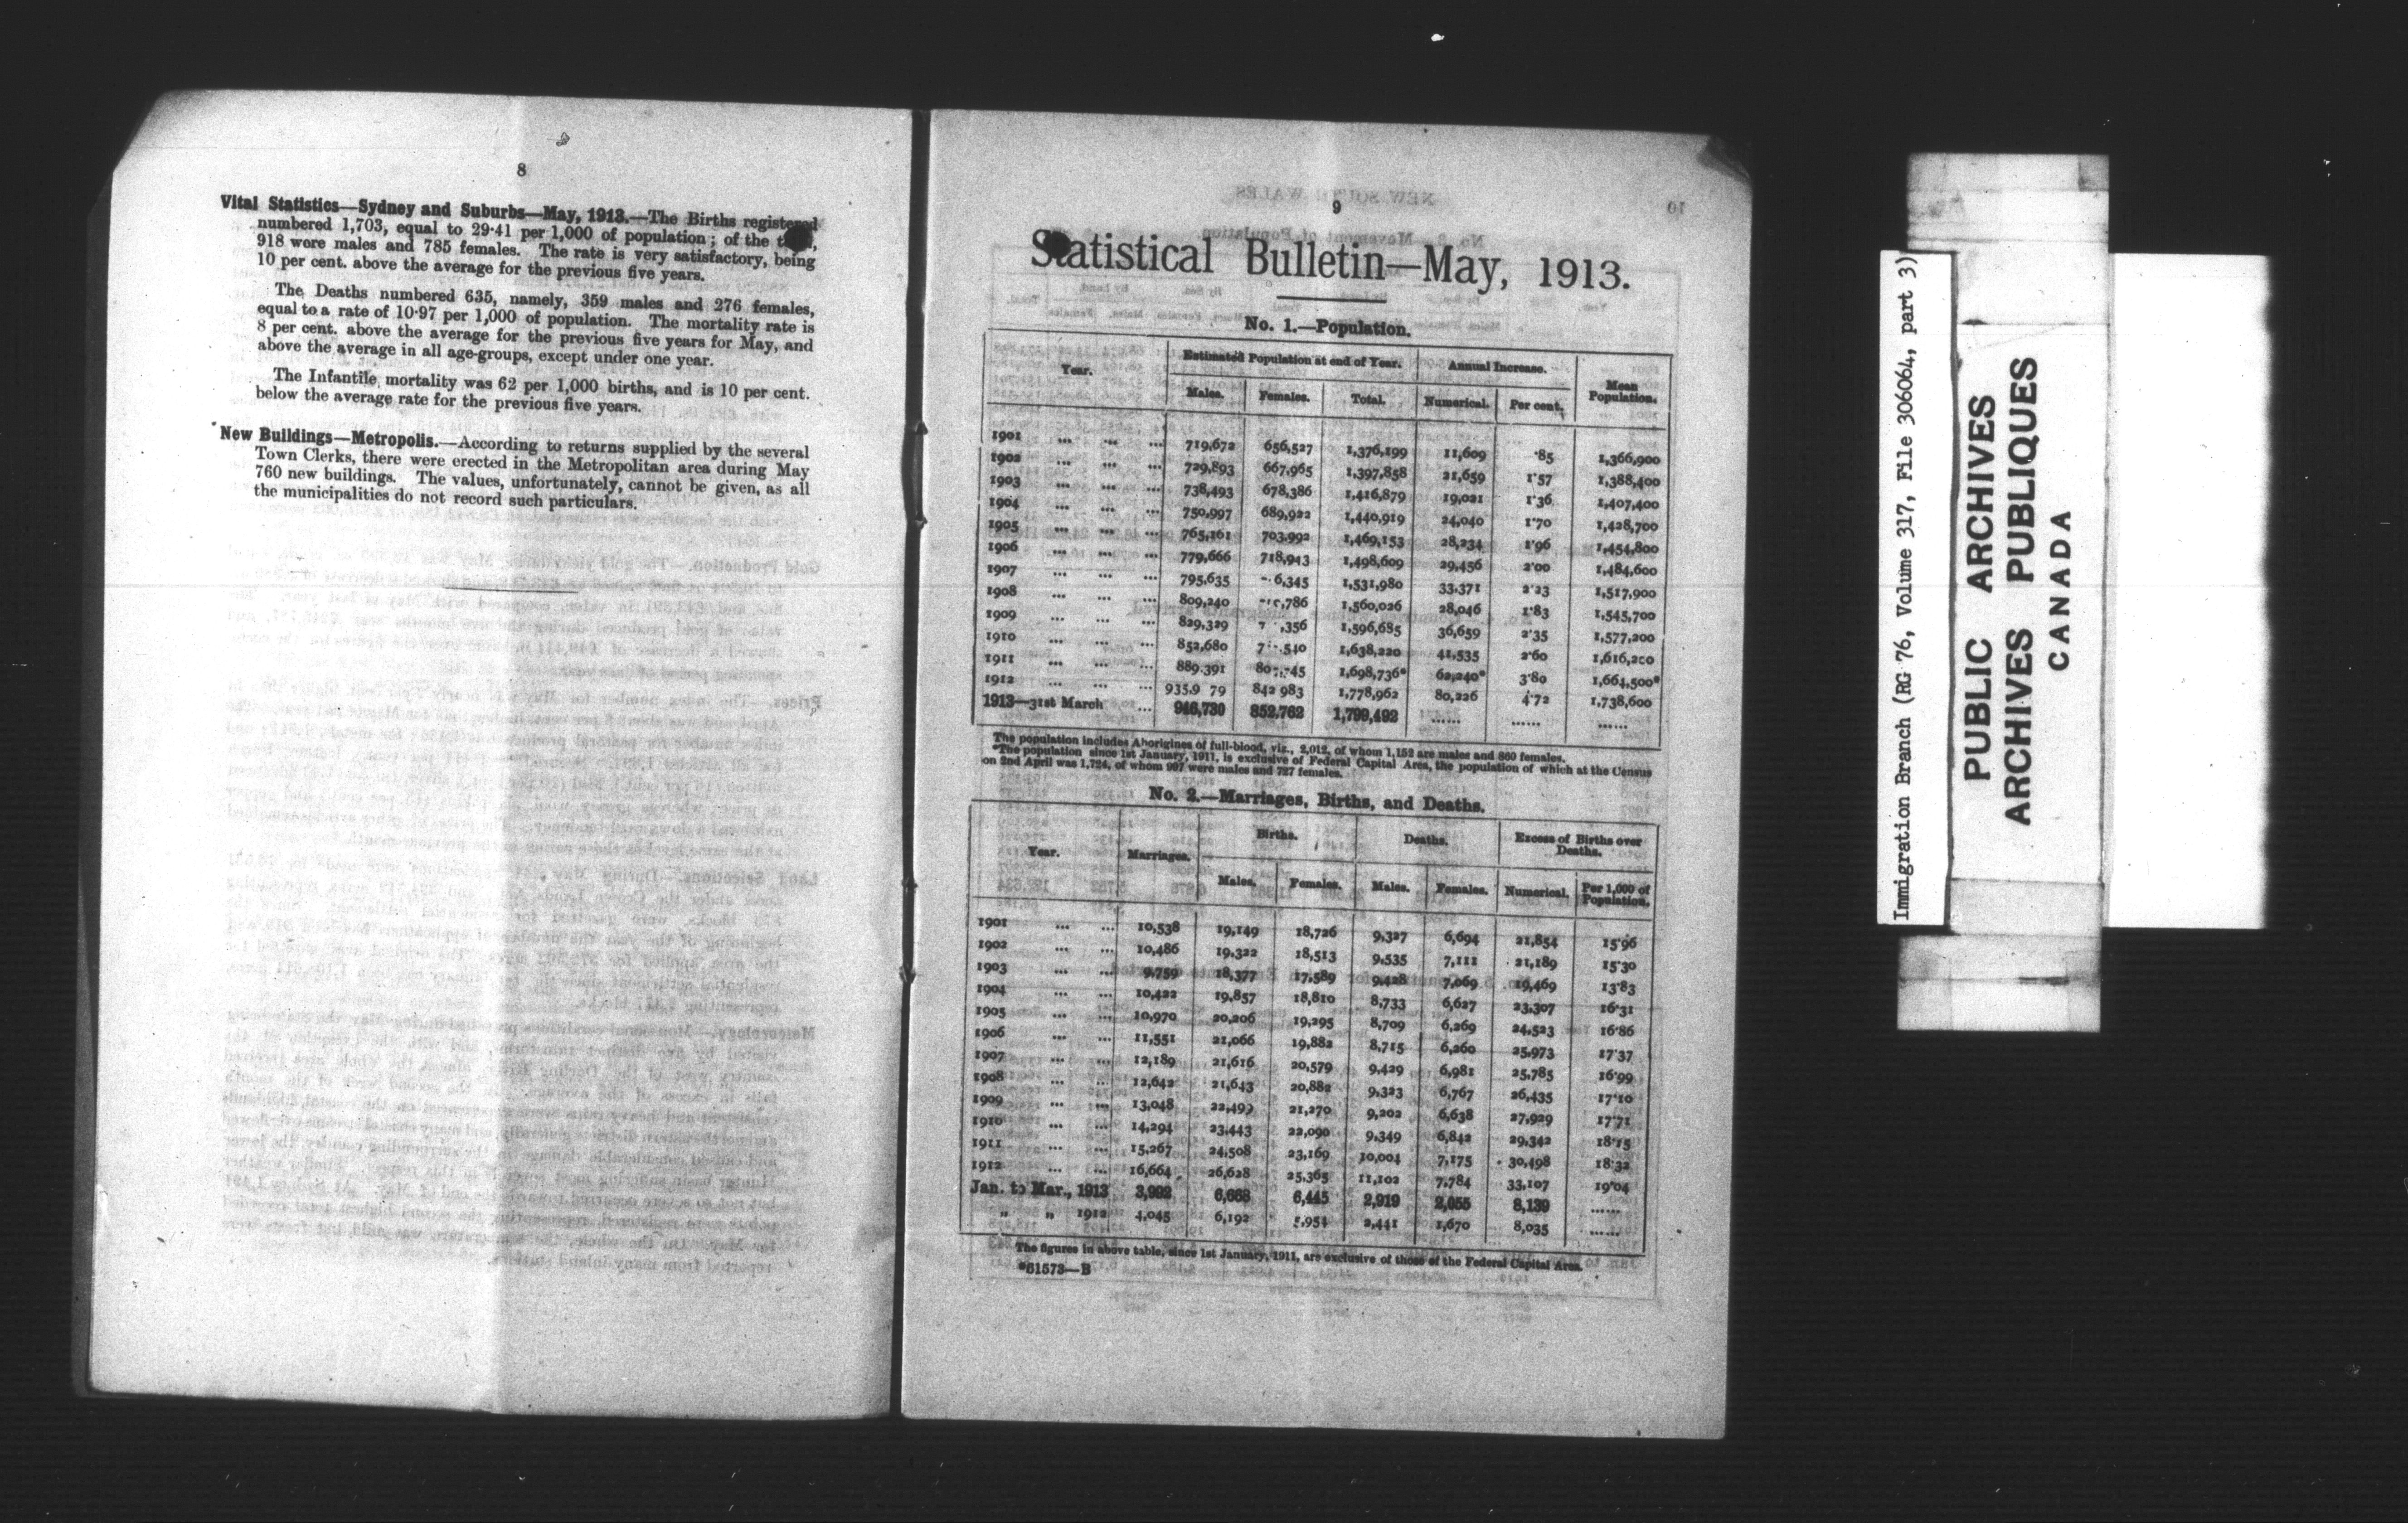 8
Vital Statistics—Sydney and Suburbs—May, 1913.—The Births registered
numbered 1,703, equal to 29·41 per 1,000 of population; of the
918 were males and 785 females. The rate is very satisfactory, being
10 per cent. above the average for the previous five years.
The Deaths numbered 635, namely, 359 males and 276 females,
equal to a rate of 10·97 per 1,000 of population. The mortality rate is
8 per cent. above the average for the previous five years for May, and
above the average in all age-groups, except under one year.
The Infantile mortality was 62 per 1,000 births, and is 10 per cent.
below the average rate for the previous five years.
New Buildings—Metropolis.—According to returns supplied by the several
Town Clerks, there were erected in the Metropolitan area during May
760 new buildings. The values, unfortunately, cannot be given, as all
the municipalities do not record such particulars.
9
Statistical Bulletin—May, 1913.
No. 1.—Population.
Year. Estimated Population at end of Year. Annual Increase. Mean Population.
Males. Females. Total. Numerical. Per cent.
1901 ... ... ... 719,672 656,527 1,376,199 11,609 ·85 1,366,900
1902 ... ... ... 729,893 667,965 1,397,858 21,659 1·57 1,388,400
1903 ... ... ... 738,493 678,386 1,416,879 19,021 1·36 1,407,400
1904 ... ... ... 750,997 689,922 1,440,919 24,040 1·70 1,428,700
1905 ... ... ... 765,161 703,992 1,469,153 28,234 1·96 1,454,800
1906 ... ... ... 779,666 718,943 1,498,609 29,456 2·00 1,484,600
1907 ... ... ... 795,635 6,345 1,531,980 33,371 2·23 1,517,900
1908 ... ... ... 809,240 ,786 1,560,026 28,046 1·83 1,545,700
1909 ... ... ... 829,329 7 ,356 1,596,685 36,659 2·35 1,577,200
1910 ... ... ... 852,680 7 ,540 1,638,220 41,535 2·60 1,616,200
1911 ... ... ... 889,391 80 , 45 1,698,736* 62,240* 3·80 1,664,500*
1912 ... ... ... 935,9 79 842 983 1,778,962 80,226 4·72 1,738,600
1913—31st March ... 946,730 852,762 1,799,492 ...... ...... ......
The population includes Aborigines of full-blood, viz., 2,012, of whom 1,152 are males and 860 females.
*The population since 1st January, 1911, is exclusive of Federal Capital Area, the population of which at the Census
on 2nd April was 1,724, of whom 997 were males and 727 females.
No. 2.—Marriages, Births, and Deaths.
Year. Marriages. Births. Deaths. Excess of Births over Deaths.
Males. Females. Males. Females. Numerical. Per 1,000 of Population.
1901 ... ... 10,538 19,149 18,726 9,327 6,694 21,854 15·96
1902 ... ... 10,486 19,322 18,513 9,535 7,111 21,189 15·30
1903 ... ... 9,759 18,377 17,589 9,428 7,069 19,469 13·83
1904 ... ... 10,422 19,857 18,810 8,733 6,627 23,307 16·31
1905 ... ... 10,970 20,206 19,295 8,709 6,269 24,523 16·86
1906 ... ... 11,551 21,066 19,882 8,715 6,260 25,973 17·37
1907 ... ... 12,189 21,616 20,579 9,429 6,981 25,785 16·99
1908 ... ... 12,642 21,643 20,882 9,323 6,767 26,435 17·10
1909 ... ... 13,048 22,499 21,270 9,202 6,638 27,929 17·71
1910 ... ... 14,294 23,443 22,090 9,349 6,842 29,342 18·15
1911 ... ... 15,267 24,508 23,169 10,004 7,175 30,498 18·32
1912 ... ... 16,664 26,628 25,365 11,102 7,784 33,107 19·04
Jan. to Mar., 1913 3,992 6,668 6,445 2,919 2,055 8,139 ......
„ „ 1912 4,045 6,192 5,954 2,441 1,670 8,035 ......
The figures in above table, since 1st January, 1911, are exclusive of those of the Federal Capital Area.
*61573—B
Immigration Branch (RG 76, Volume 317, File 306064, part 3)
PUBLIC ARCHIVES
ARCHIVES PUBLIQUES
CANADA